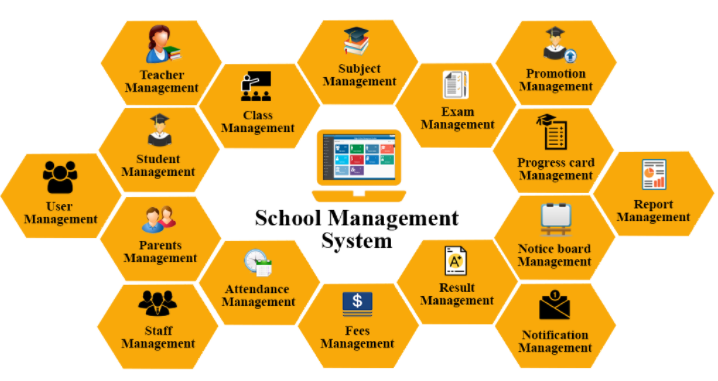 Teacher
Management
Class
Management
Subject
Management
Exam
Management
Promotion
Management
Student
Management
Progress card
Management
User
Management
Report
Management
School Management
System
Parents
Management
Notice board
Management
Attendance
Management
Result
Management
Staff
Management
Fees
Management
Notification
Management
A+
$
1